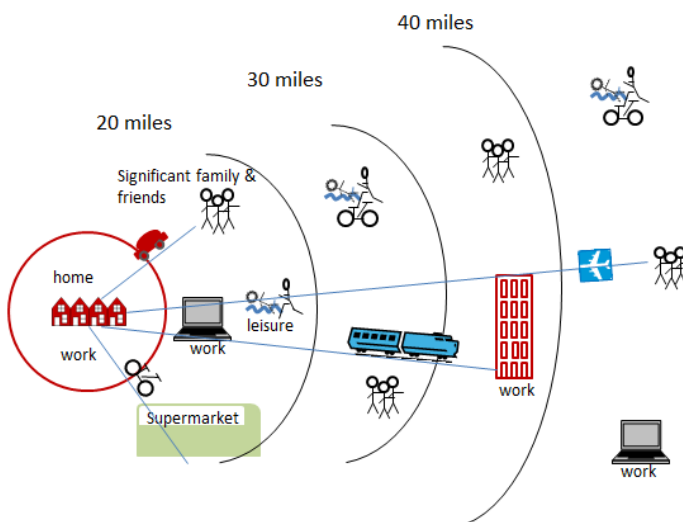 40 miles
30 miles
20 miles
Significant family &
friends
home
leisure
work
work
work
Supermarket
work